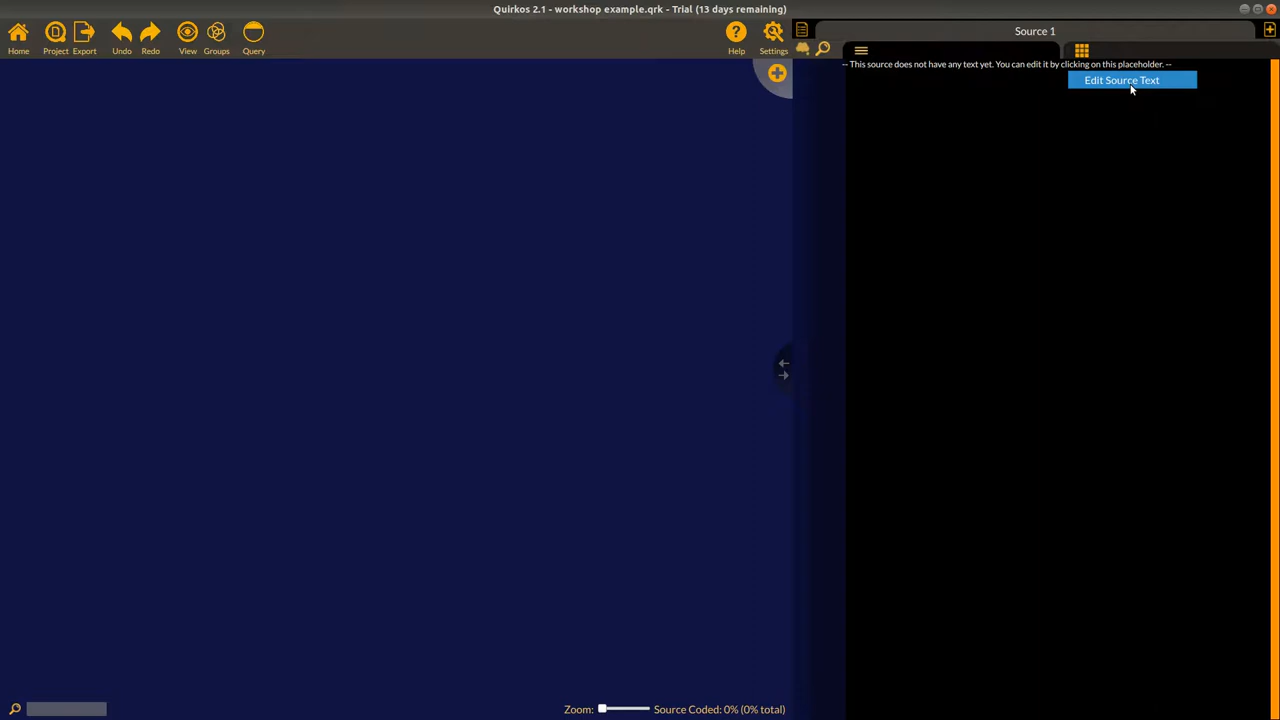 Quirkos 2.1 - workshop example.qrk - Trial (13 days remaining)
Home Project Export Undo Redo View Groups Query Help Settings
Source 1
-- This source does not have any text yet. You can edit it by clicking on this placeholder. --
Edit Source Text
Zoom: Source Coded: 0% (0% total)